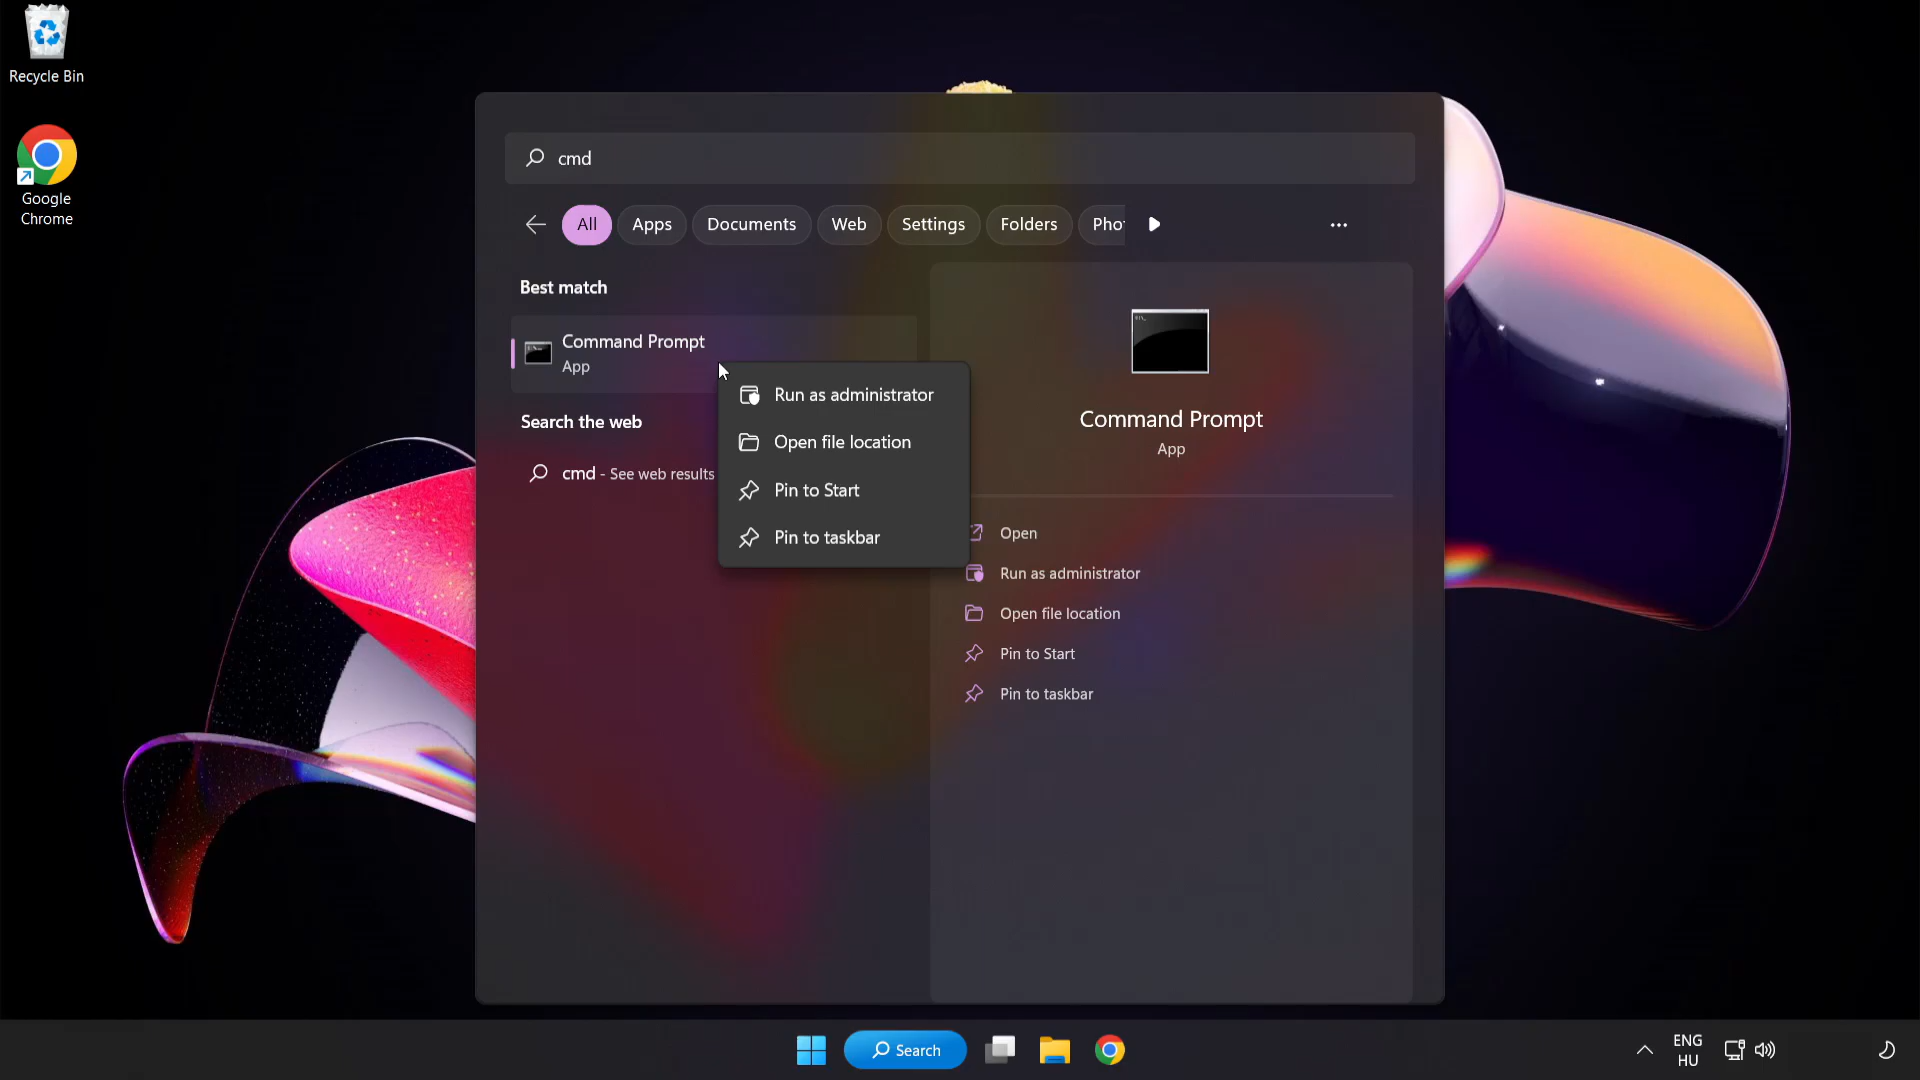 Recycle Bin
Google
Chrome
cmd
All
Apps
Documents
Web
Settings
Folders
Best match
Command Prompt
App
Search the web
cmd - See web results
Run as administrator
Open file location
Pin to Start
Pin to taskbar
Command Prompt
App
Open
Run as administrator
Open file location
Pin to Start
Pin to taskbar
Search
ENG
HU